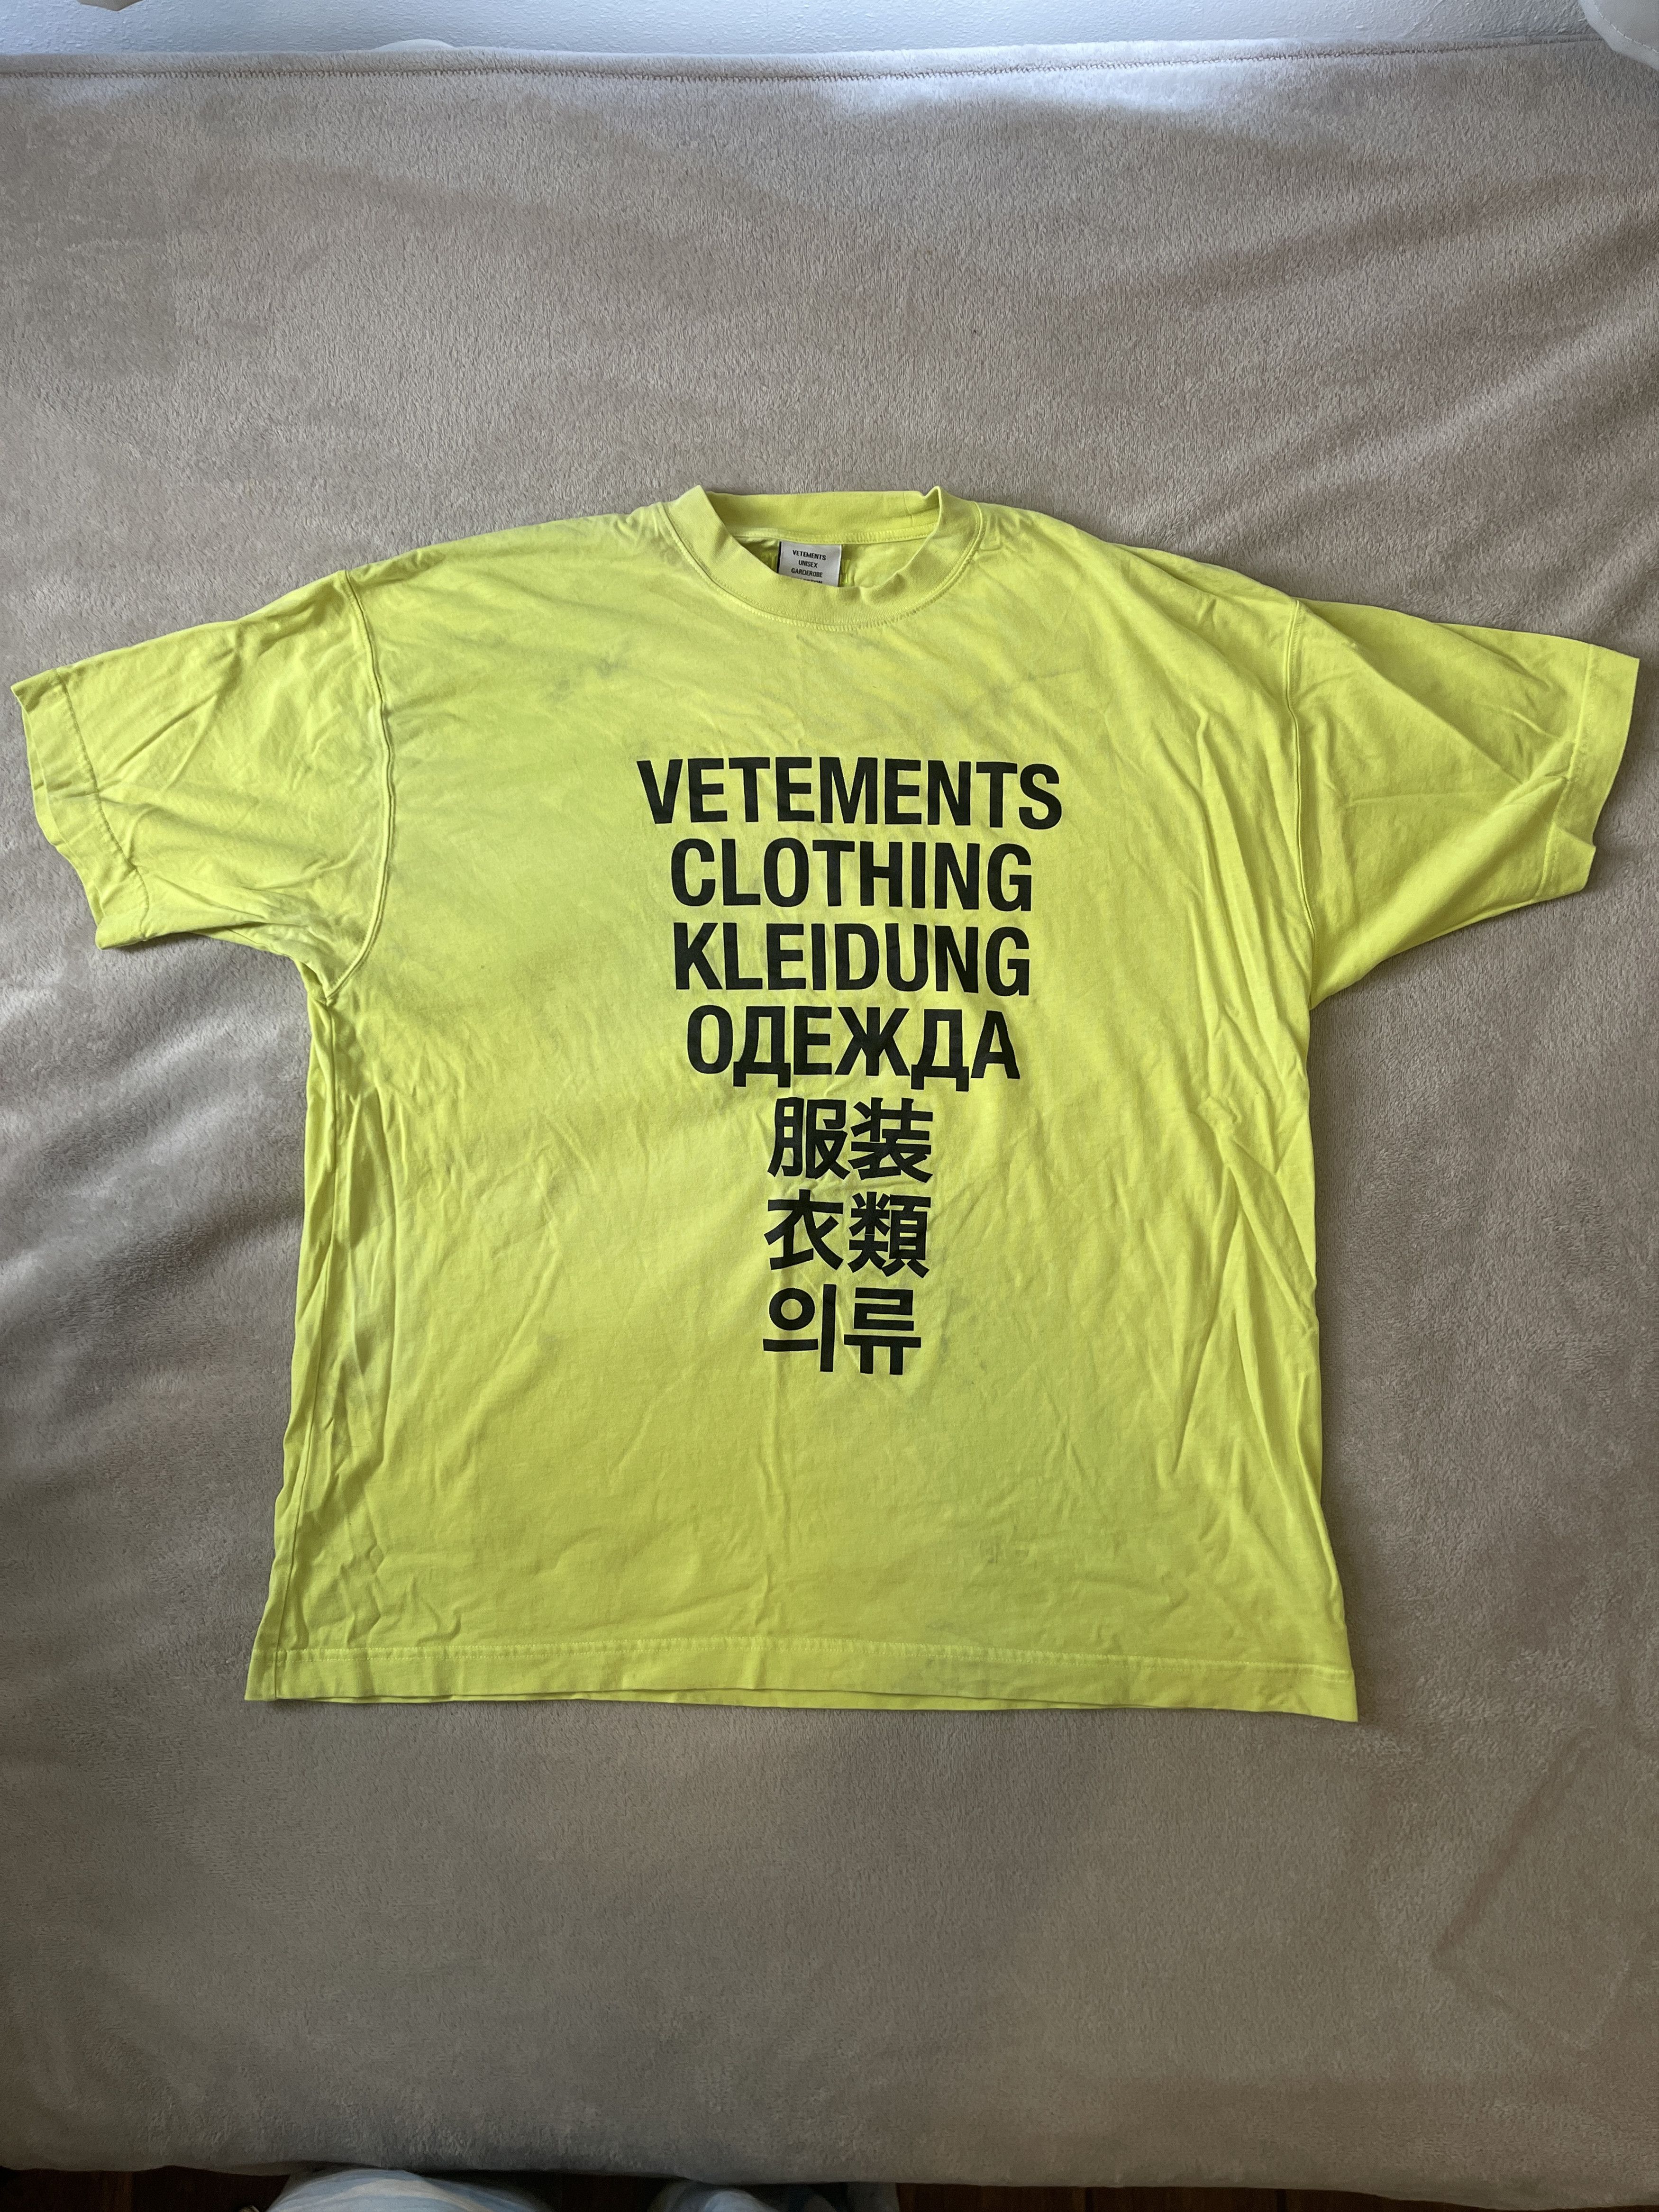 VETEMENTS
UNISEX
GARDEROBE
VETEMENTS
CLOTHING
KLEIDUNG
ОДЕЖДА
服装
衣類
의류